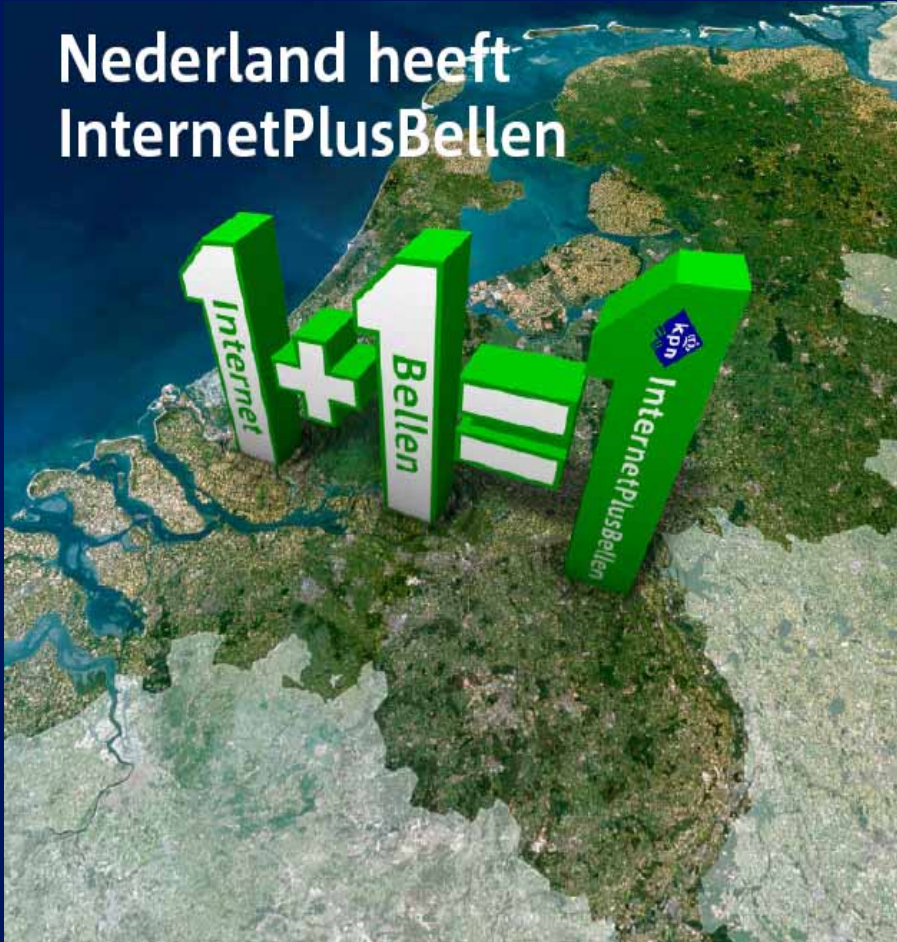 Nederland heeft
InternetPlusBellen
1 Internet
+
1 Bellen
=
1 kpn InternetPlusBellen